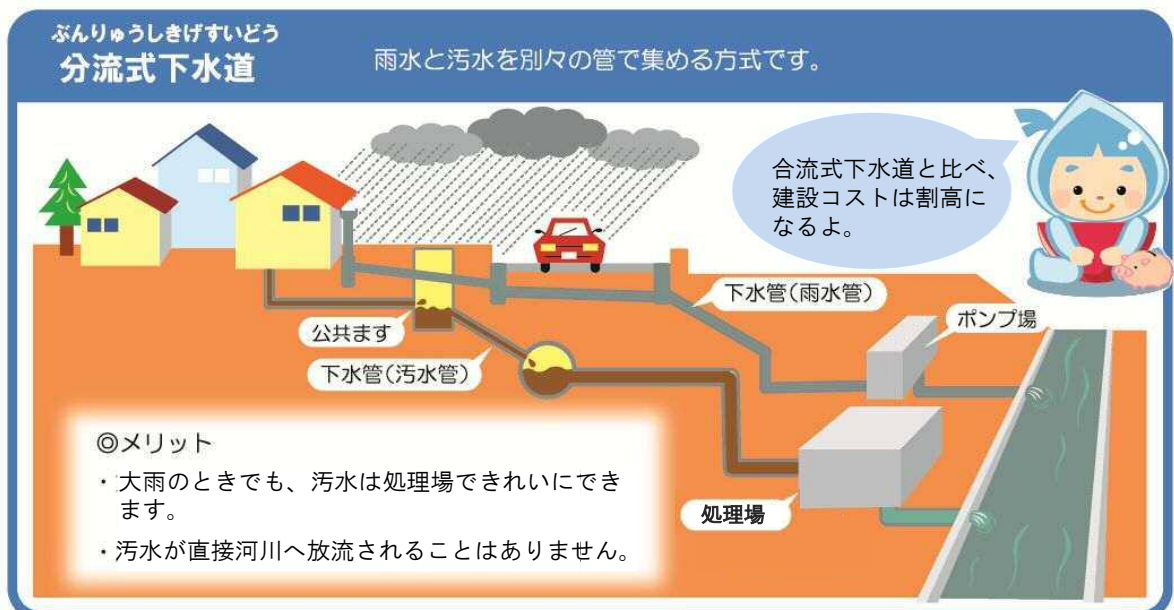 ぶんりゅうしきげすいどう
分流式下水道
雨水と汚水を別々の管で集める方式です。
合流式下水道と比べ、
建設コストは割高に
なるよ。
下水管(雨水管)
ポンプ場
公共ます
下水管(汚水管)
処理場
◎メリット
・大雨のときでも、汚水は処理場できれいにでき
ます。
・汚水が直接河川へ放流されることはありません。